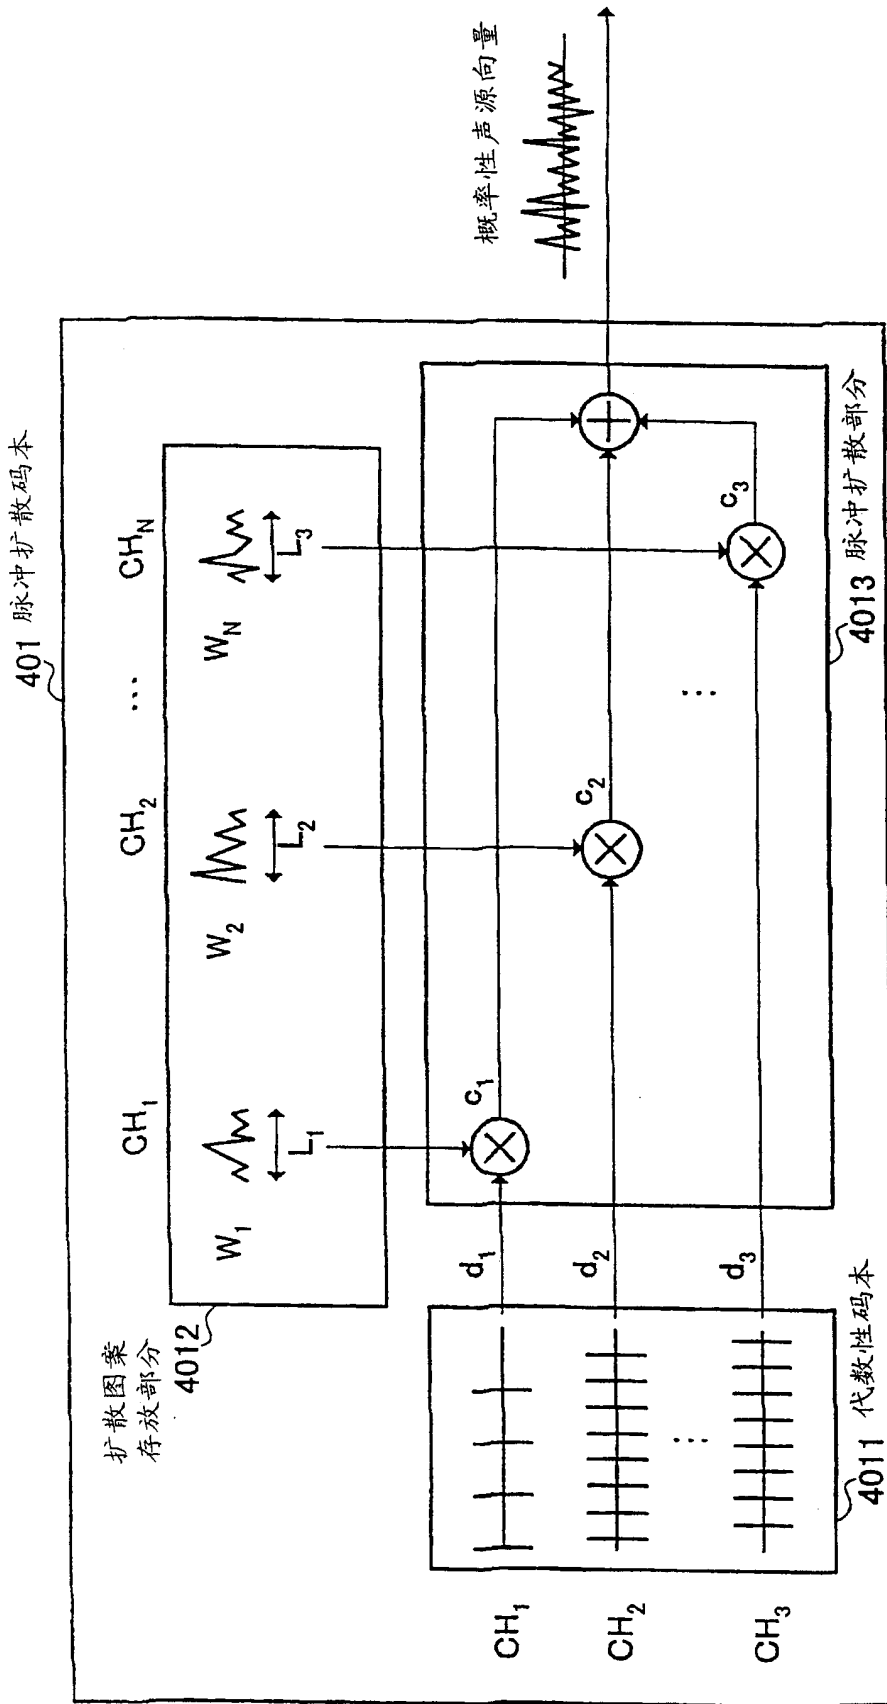 401 脉冲扩散码本
扩散图案
存放部分
4012
CH₁ CH₂ … CH_N
W₁ W₂ W_N
L₁ L₂ L₃
概率性声源向量
CH₁ d₁ c₁
CH₂ d₂ c₂
⋮ ⋮
CH₃ d₃ c₃
4011 代数性码本
4013 脉冲扩散部分